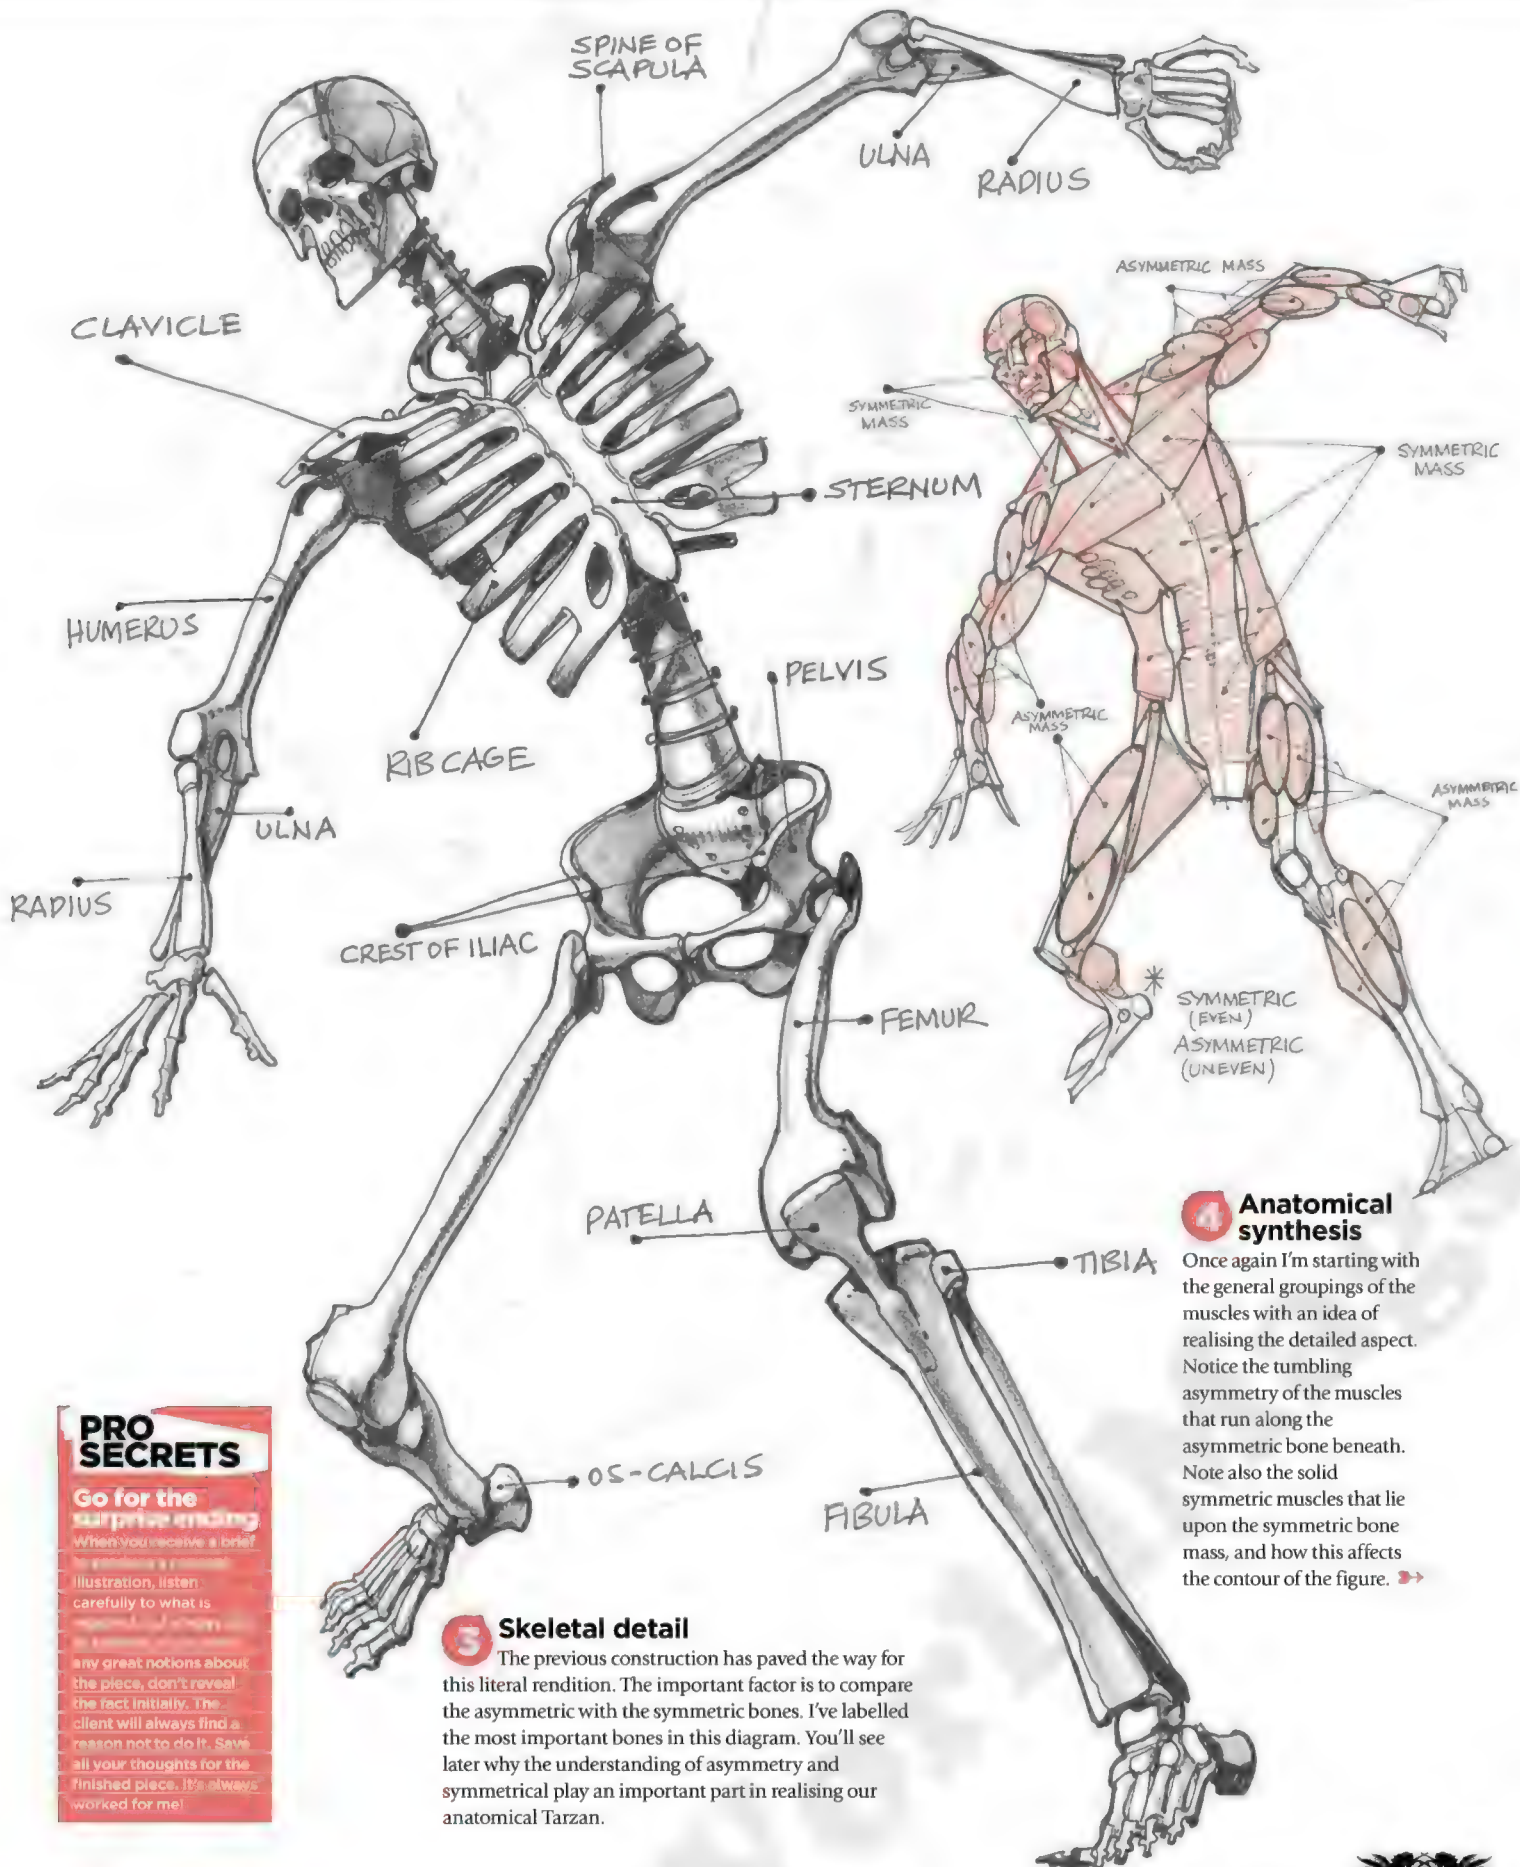 SPINE OF
SCAPULA
ULNA
RADIUS
CLAVICLE
STERNUM
HUMERUS
PELVIS
RIB CAGE
ULNA
RADIUS
CREST OF ILIAC
FEMUR
PATELLA
TIBIA
OS-CALCIS
FIBULA
ASYMMETRIC MASS
SYMMETRIC
MASS
SYMMETRIC
MASS
ASYMMETRIC
MASS
ASYMMETRIC
MASS
*
SYMMETRIC
(EVEN)
ASYMMETRIC
(UNEVEN)
4 Anatomical
synthesis
Once again I'm starting with
the general groupings of the
muscles with an idea of
realising the detailed aspect.
Notice the tumbling
asymmetry of the muscles
that run along the
asymmetric bone beneath.
Note also the solid
symmetric muscles that lie
upon the symmetric bone
mass, and how this affects
the contour of the figure.
PRO
SECRETS
Go for the
surprise ending
When you receive a brief
illustration, listen
carefully to what is
any great notions about
the piece, don't reveal
the fact initially. The
client will always find a
reason not to do it. Save
all your thoughts for the
finished piece. It's always
worked for me!
3 Skeletal detail
The previous construction has paved the way for
this literal rendition. The important factor is to compare
the asymmetric with the symmetric bones. I've labelled
the most important bones in this diagram. You'll see
later why the understanding of asymmetry and
symmetrical play an important part in realising our
anatomical Tarzan.